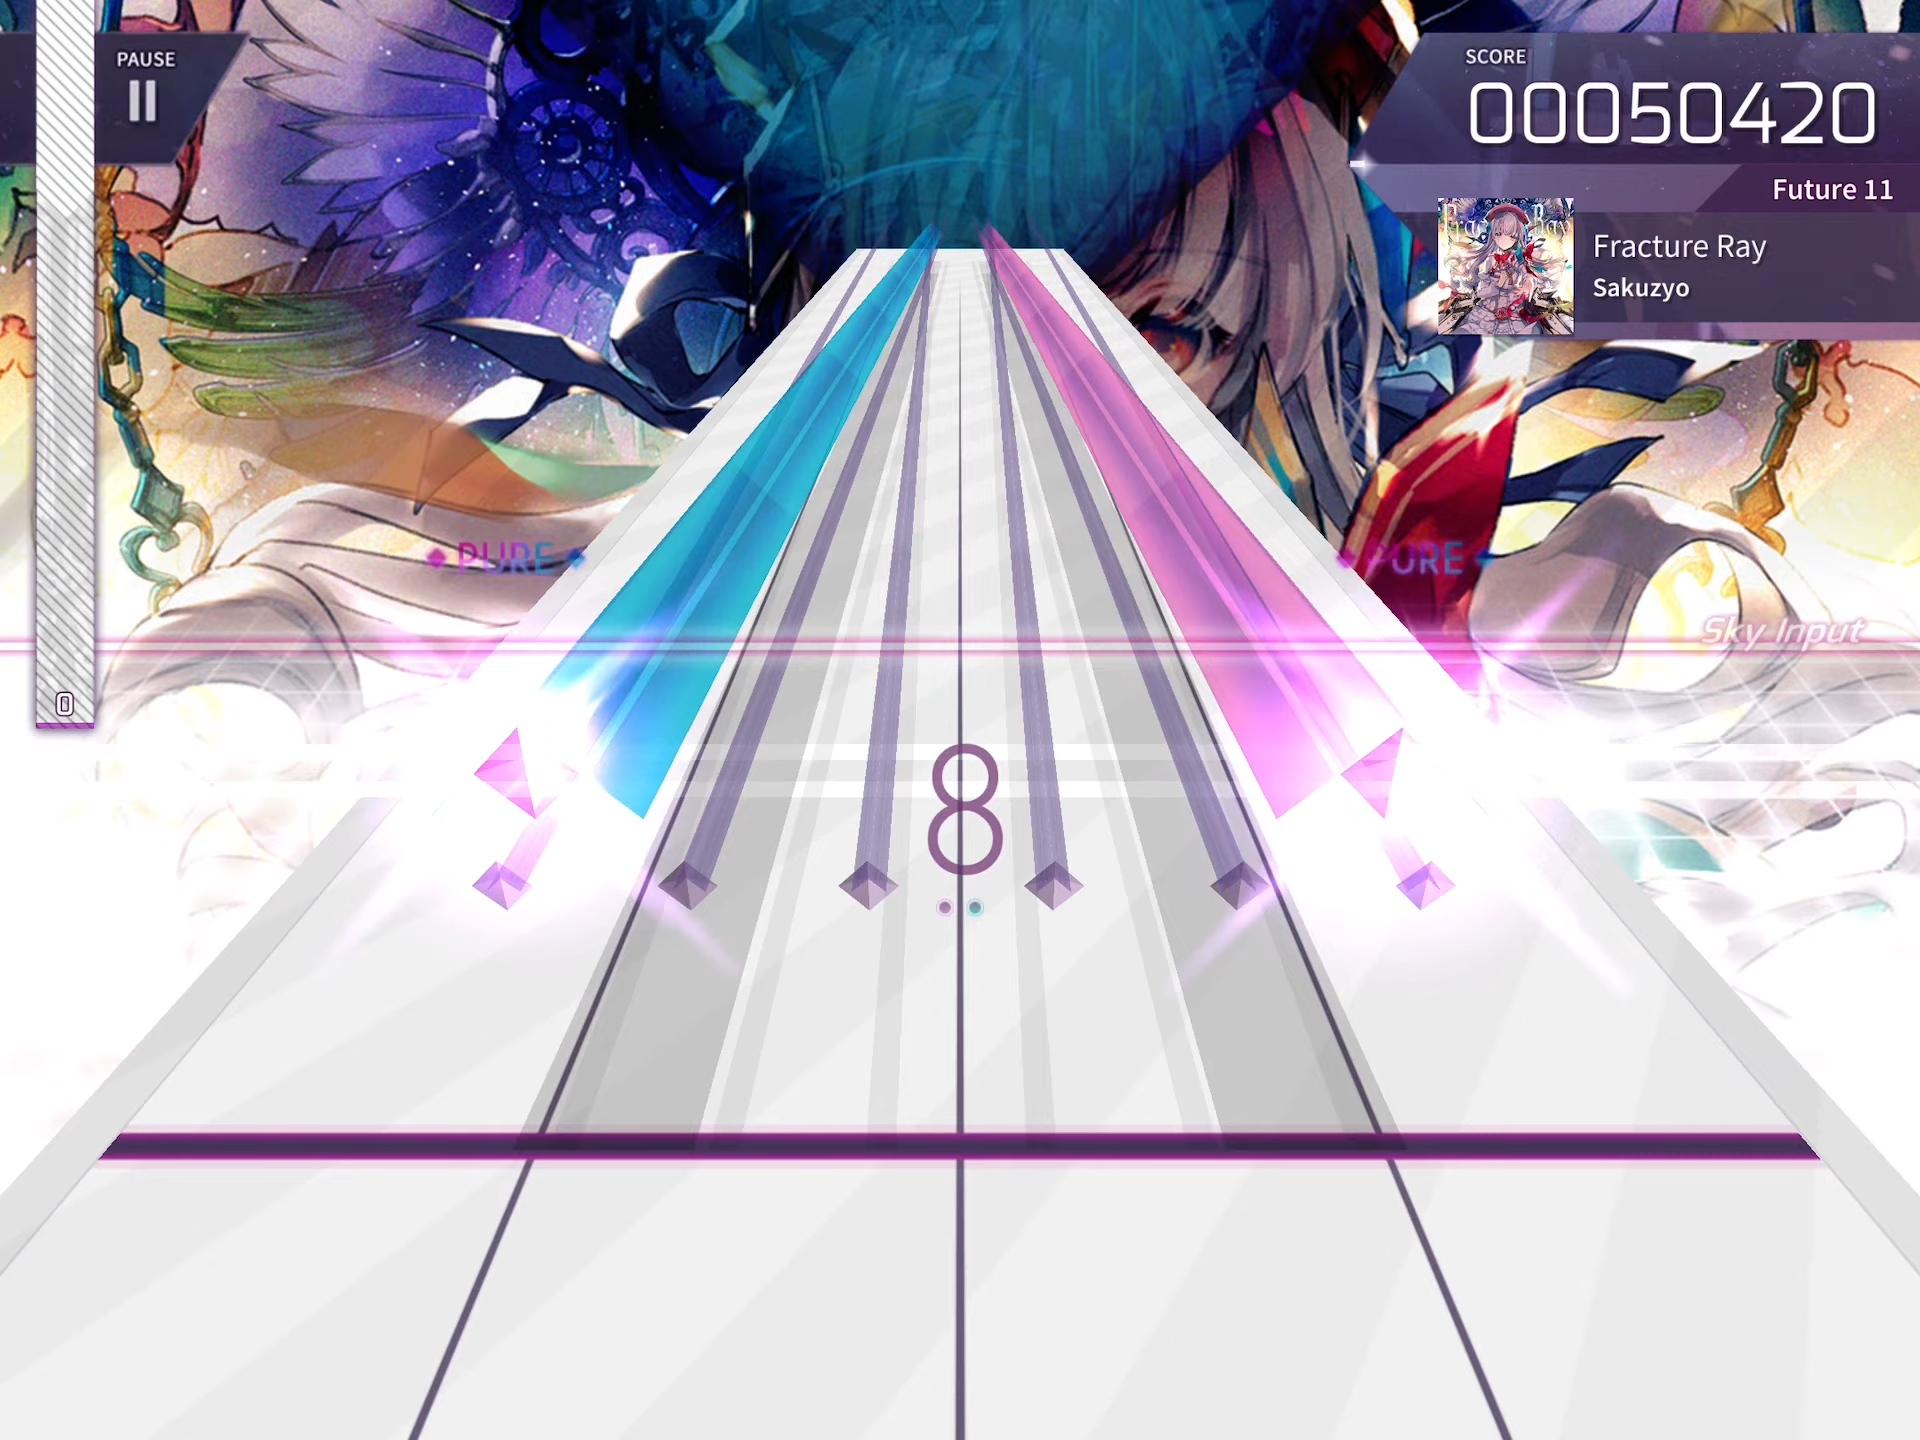 PAUSE
SCORE
00050420
Future 11
Fracture Ray
Sakuzyo
PURE
PURE
Sky Input
0
8